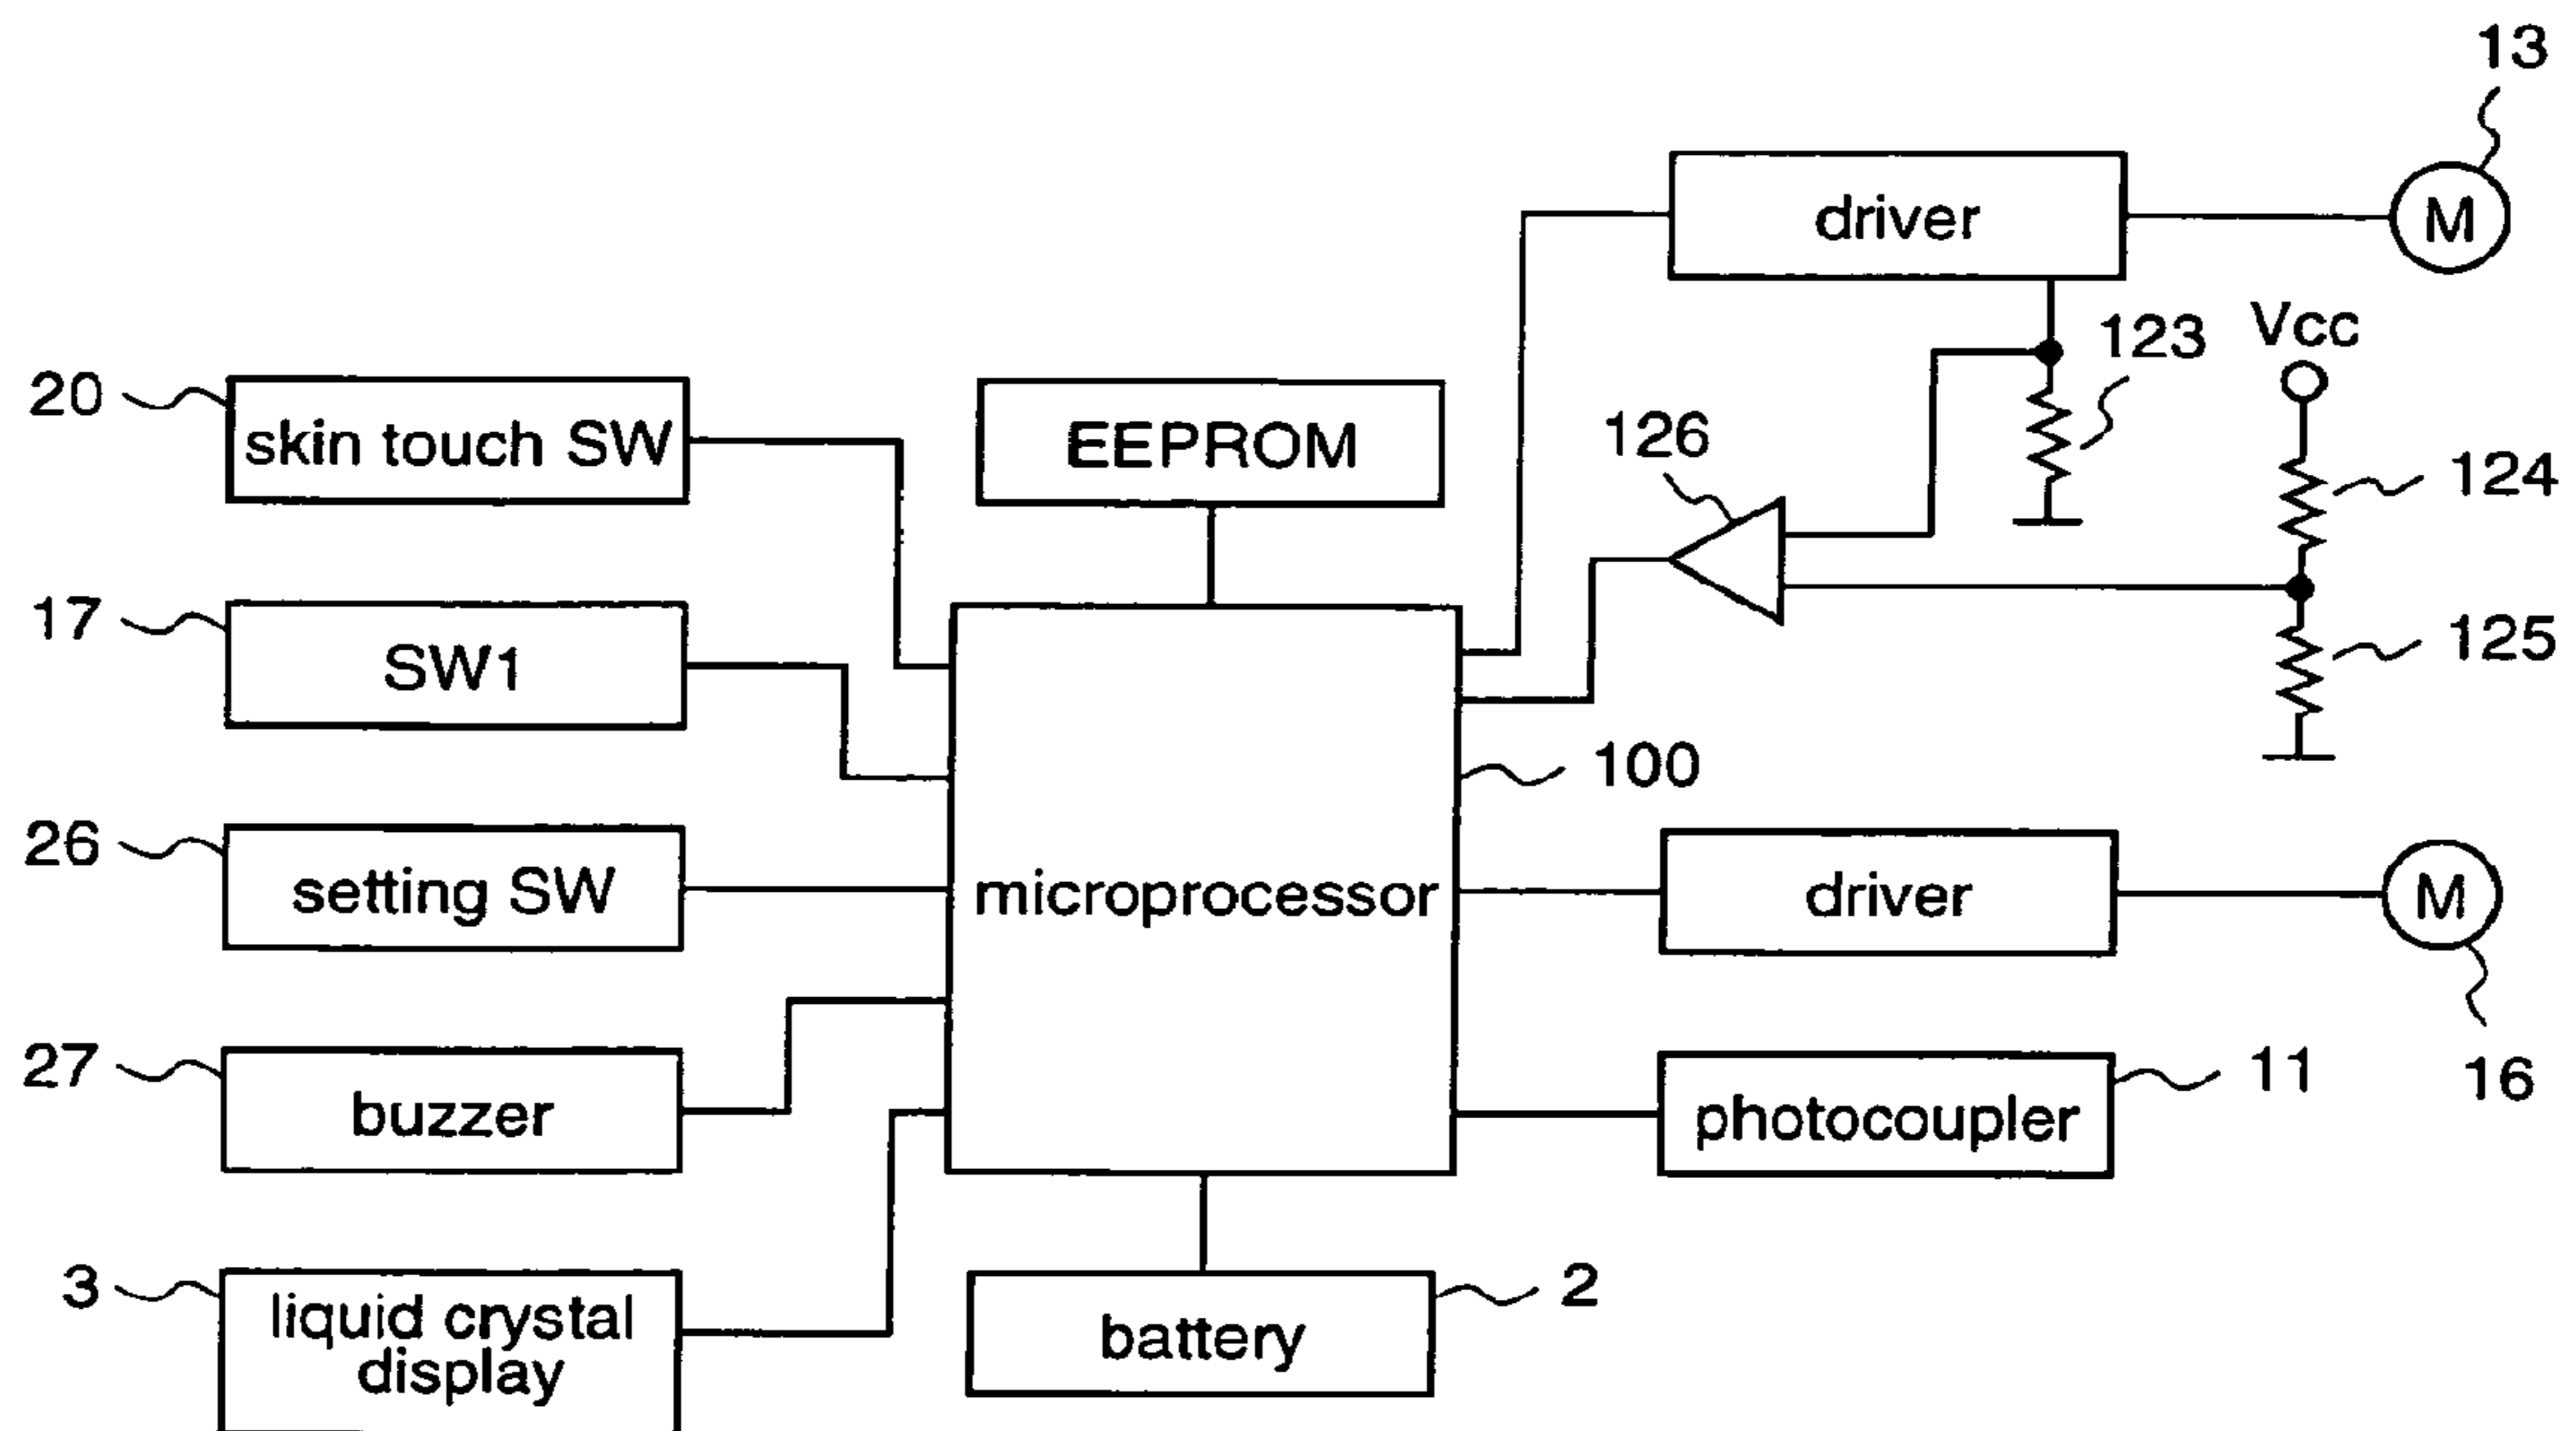 13
driver
M
Vcc
123
20
skin touch SW
EEPROM
126
124
17
SW1
125
100
26
setting SW
microprocessor
driver
M
27
buzzer
photocoupler
11
16
3
liquid crystal
display
battery
2